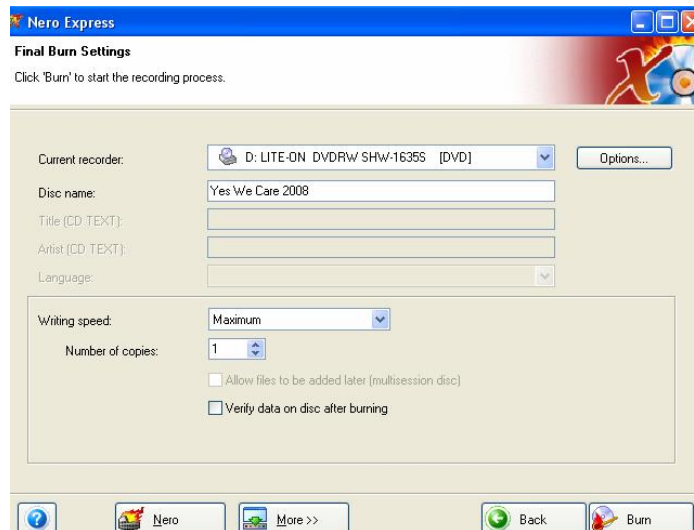 Nero Express
Final Burn Settings
Click 'Burn' to start the recording process.
Current recorder: D: LITE-ON DVDRW SHW-1635S [DVD] Options...
Disc name: Yes We Care 2008
Title (CD TEXT):
Artist (CD TEXT):
Language:
Writing speed: Maximum
Number of copies: 1
Allow files to be added later (multisession disc)
Verify data on disc after burning
? Nero More >> Back Burn